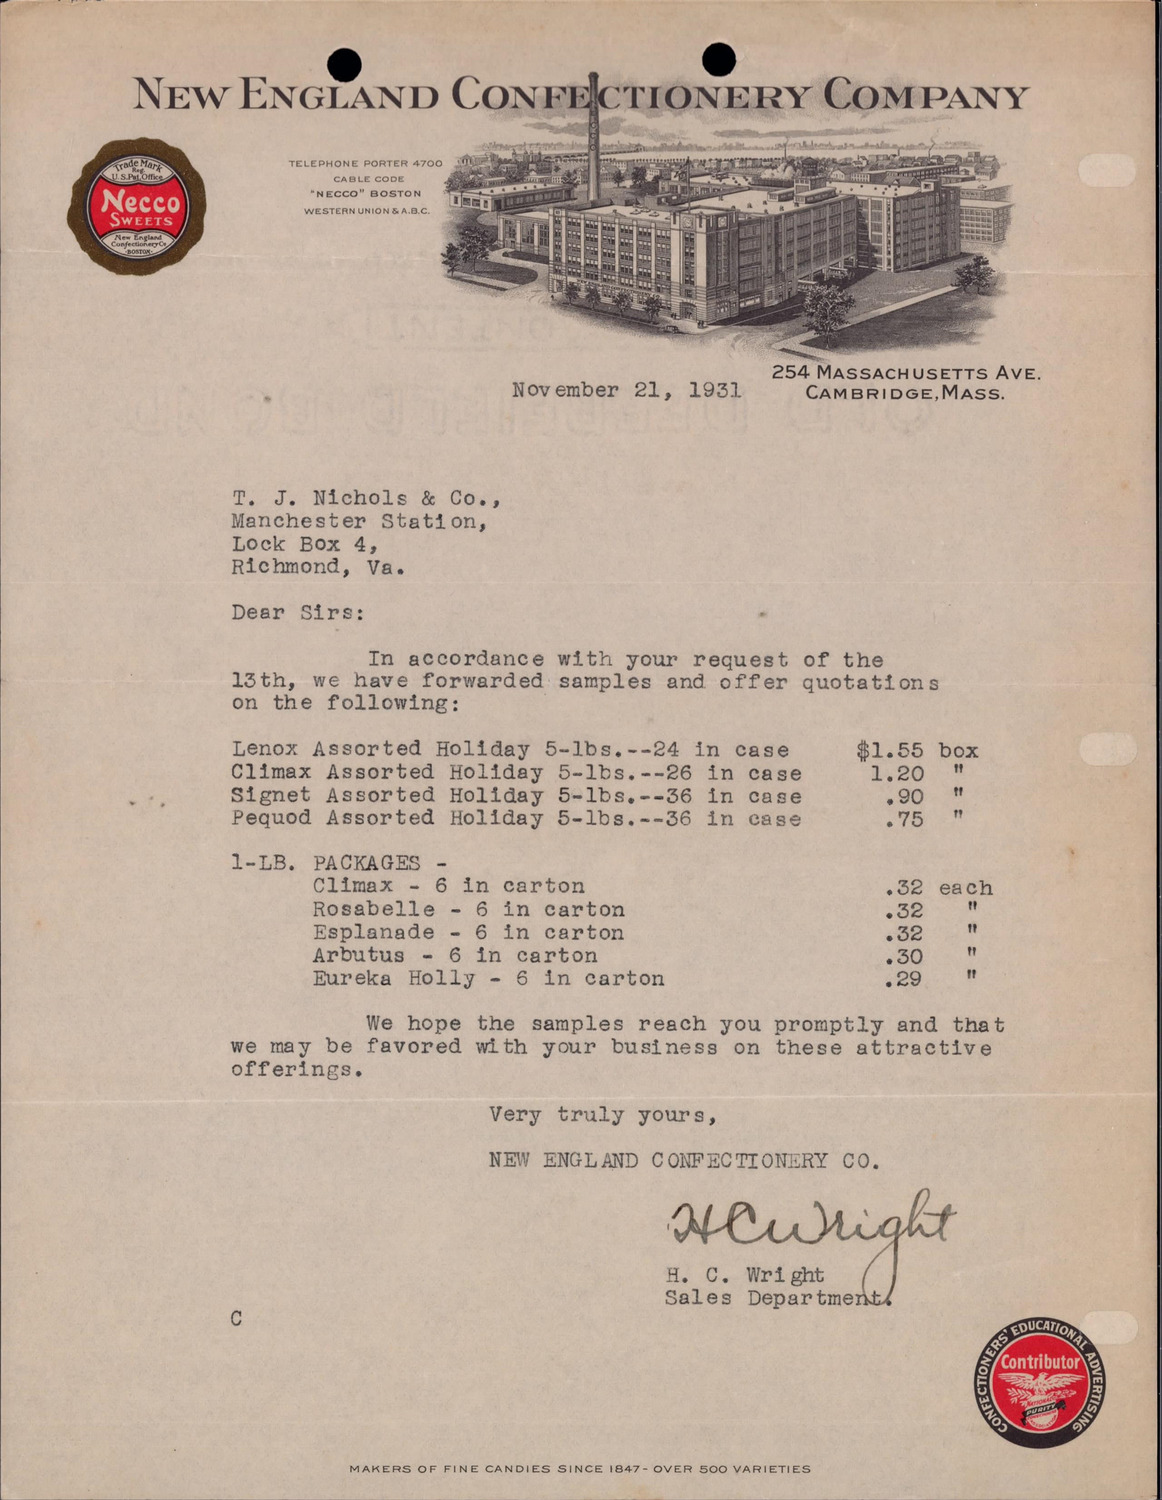 NEW ENGLAND CONFECTIONERY COMPANY
Trade Mark
Reg.
U.S. Pat. Office
Necco
SWEETS
New England
Confectionery Co
BOSTON
TELEPHONE PORTER 4700
CABLE CODE
"NECCO" BOSTON
WESTERN UNION & A.B.C.
254 MASSACHUSETTS AVE.
CAMBRIDGE, MASS.
November 21, 1931
T. J. Nichols & Co.,
Manchester Station,
Lock Box 4,
Richmond, Va.
Dear Sirs:
In accordance with your request of the
13th, we have forwarded samples and offer quotations
on the following:
Lenox Assorted Holiday 5-lbs.--24 in case $1.55 box
Climax Assorted Holiday 5-lbs.--26 in case 1.20 "
Signet Assorted Holiday 5-lbs.--36 in case .90 "
Pequod Assorted Holiday 5-lbs.--36 in case .75 "
1-LB. PACKAGES -
Climax - 6 in carton .32 each
Rosabelle - 6 in carton .32 "
Esplanade - 6 in carton .32 "
Arbutus - 6 in carton .30 "
Eureka Holly - 6 in carton .29 "
We hope the samples reach you promptly and that
we may be favored with your business on these attractive
offerings.
Very truly yours,
NEW ENGLAND CONFECTIONERY CO.
HCWright
H. C. Wright
Sales Department.
C
CONFECTIONERS' EDUCATIONAL ADVERTISING
Contributor
PURITY
MAKERS OF FINE CANDIES SINCE 1847- OVER 500 VARIETIES